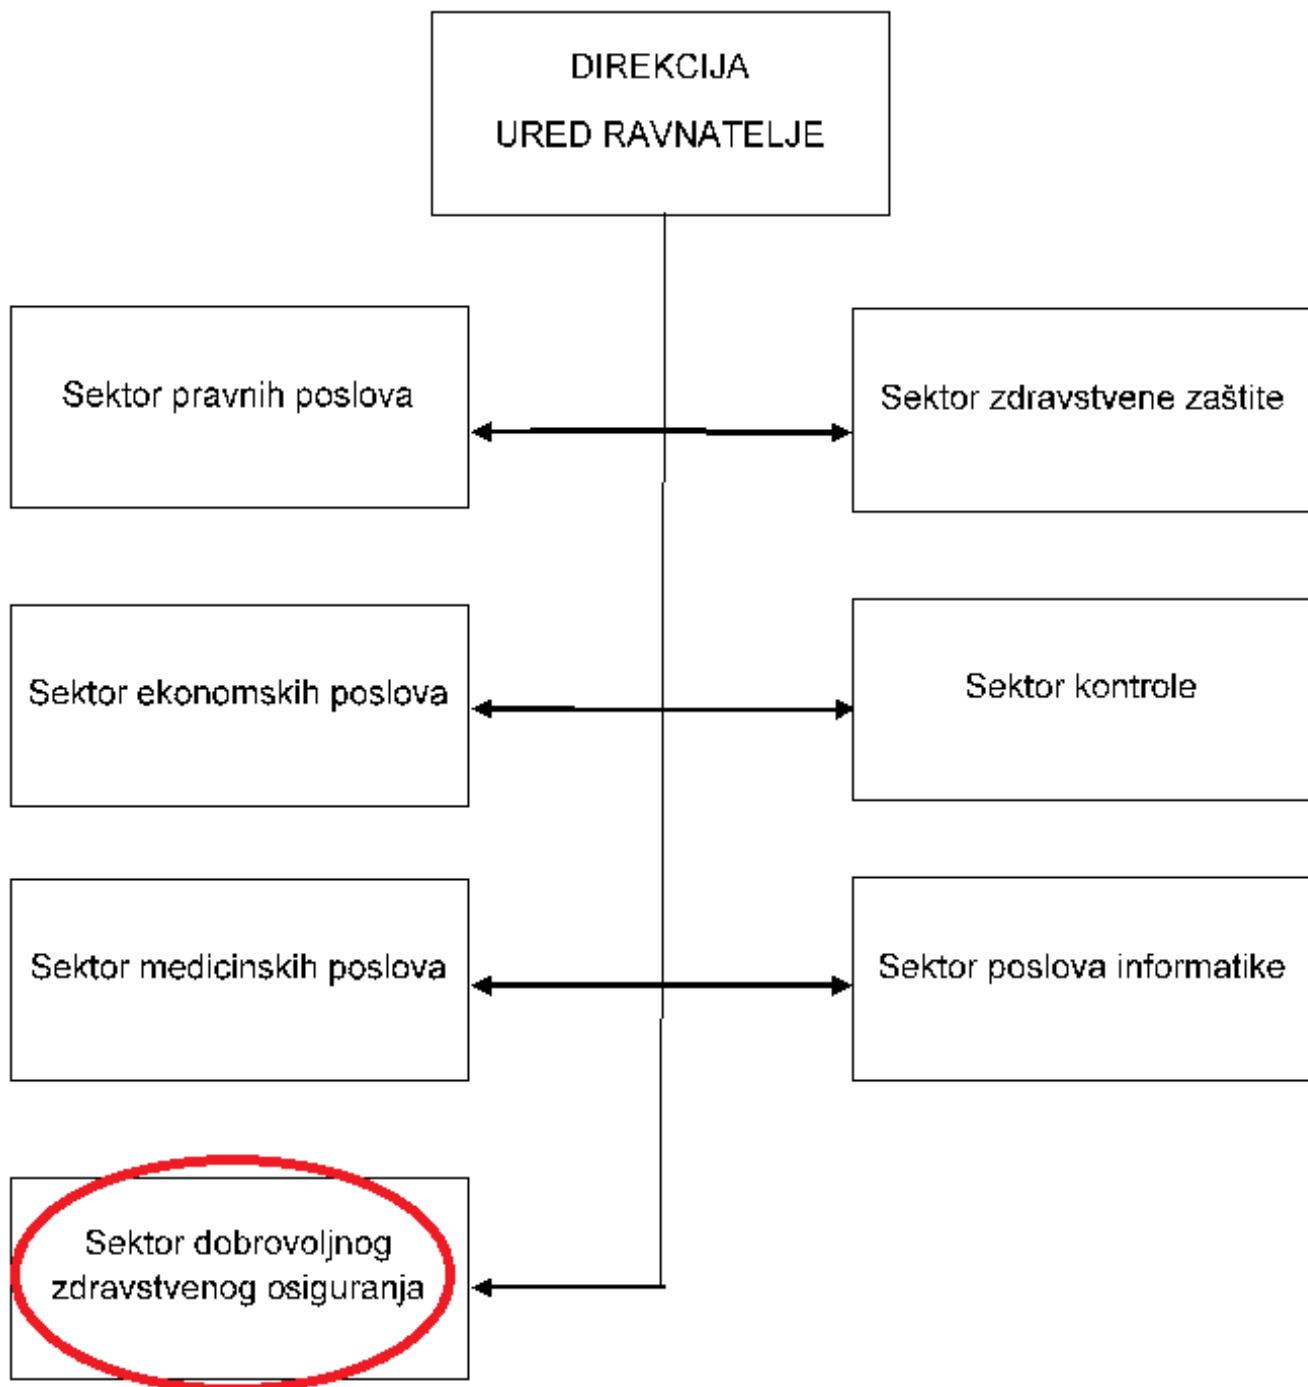 DIREKCIJA
URED RAVNATELJE
Sektor pravnih poslova
Sektor zdravstvene zaštite
Sektor ekonomskih poslova
Sektor kontrole
Sektor medicinskih poslova
Sektor poslova informatike
Sektor dobrovoljnog
zdravstvenog osiguranja